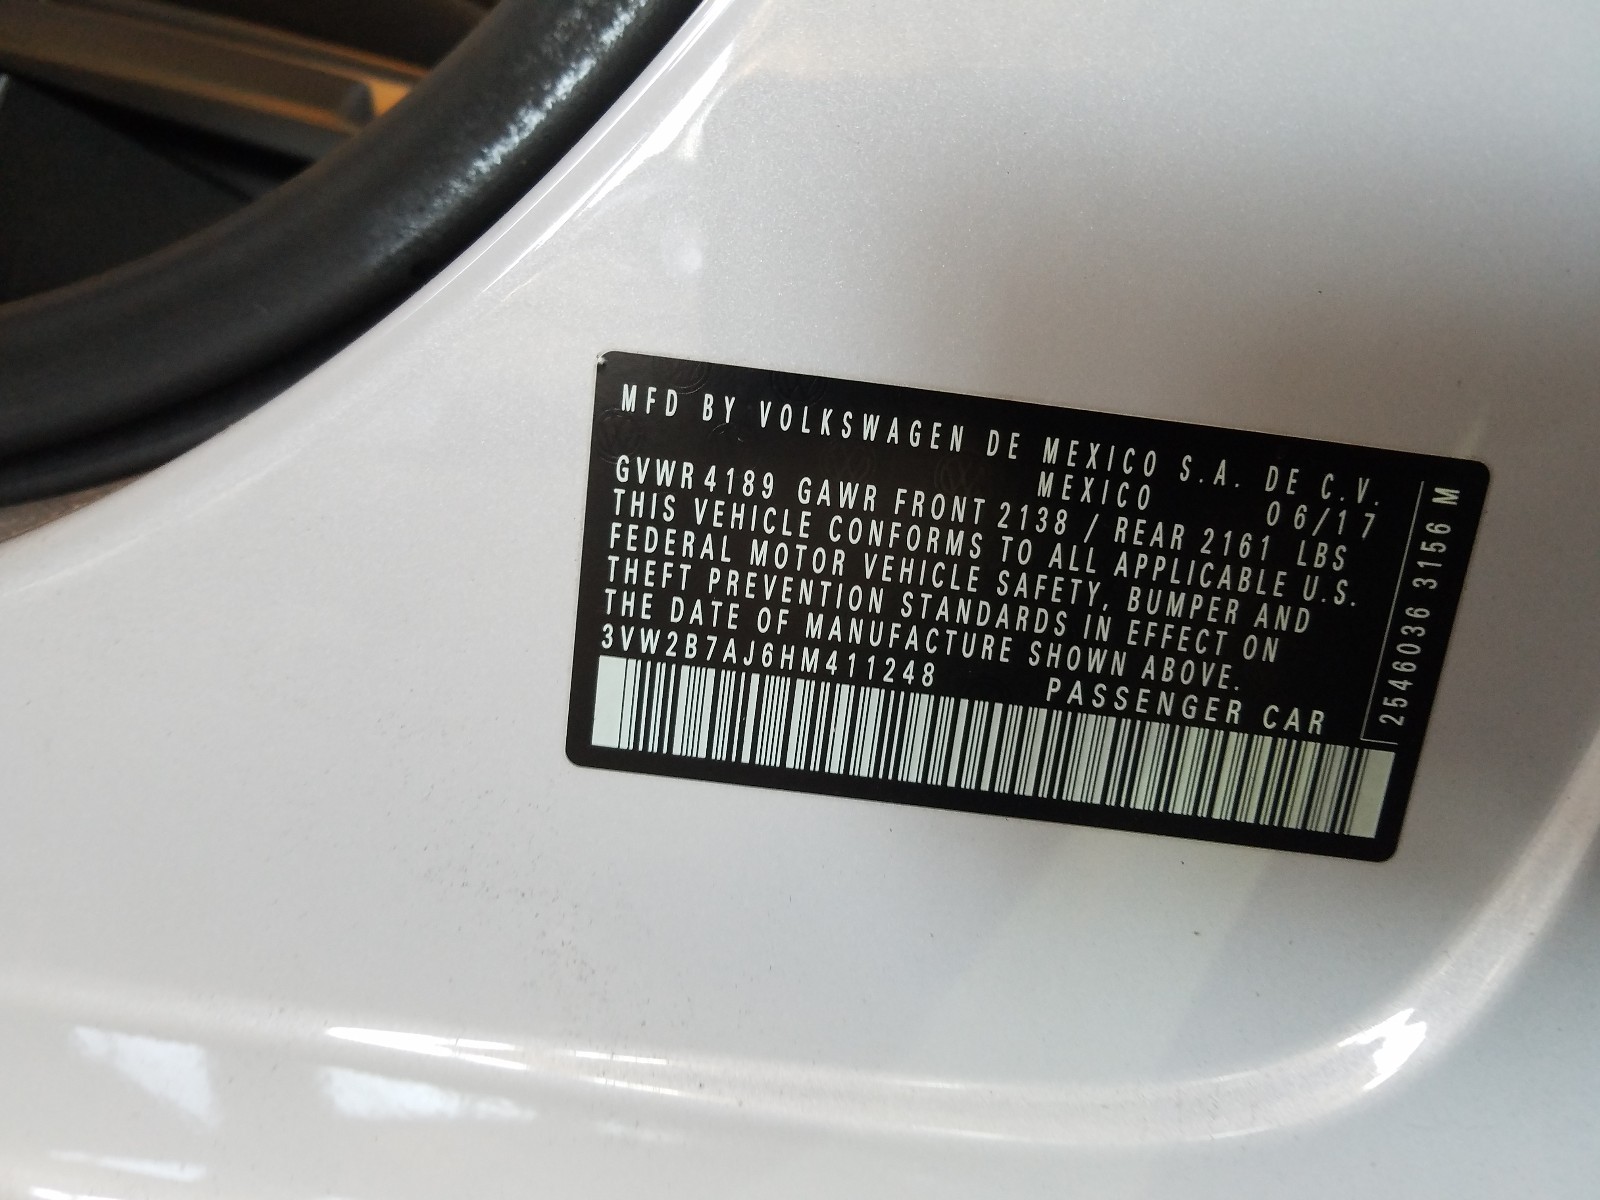 MFD BY VOLKSWAGEN DE MEXICO S.A. DE C.V.
MEXICO 06/17
GVWR 4189 GAWR FRONT 2138 / REAR 2161 LBS
THIS VEHICLE CONFORMS TO ALL APPLICABLE U.S.
FEDERAL MOTOR VEHICLE SAFETY, BUMPER AND
THEFT PREVENTION STANDARDS IN EFFECT ON
THE DATE OF MANUFACTURE SHOWN ABOVE.
3VW2B7AJ6HM411248 PASSENGER CAR
2546036 3156 M